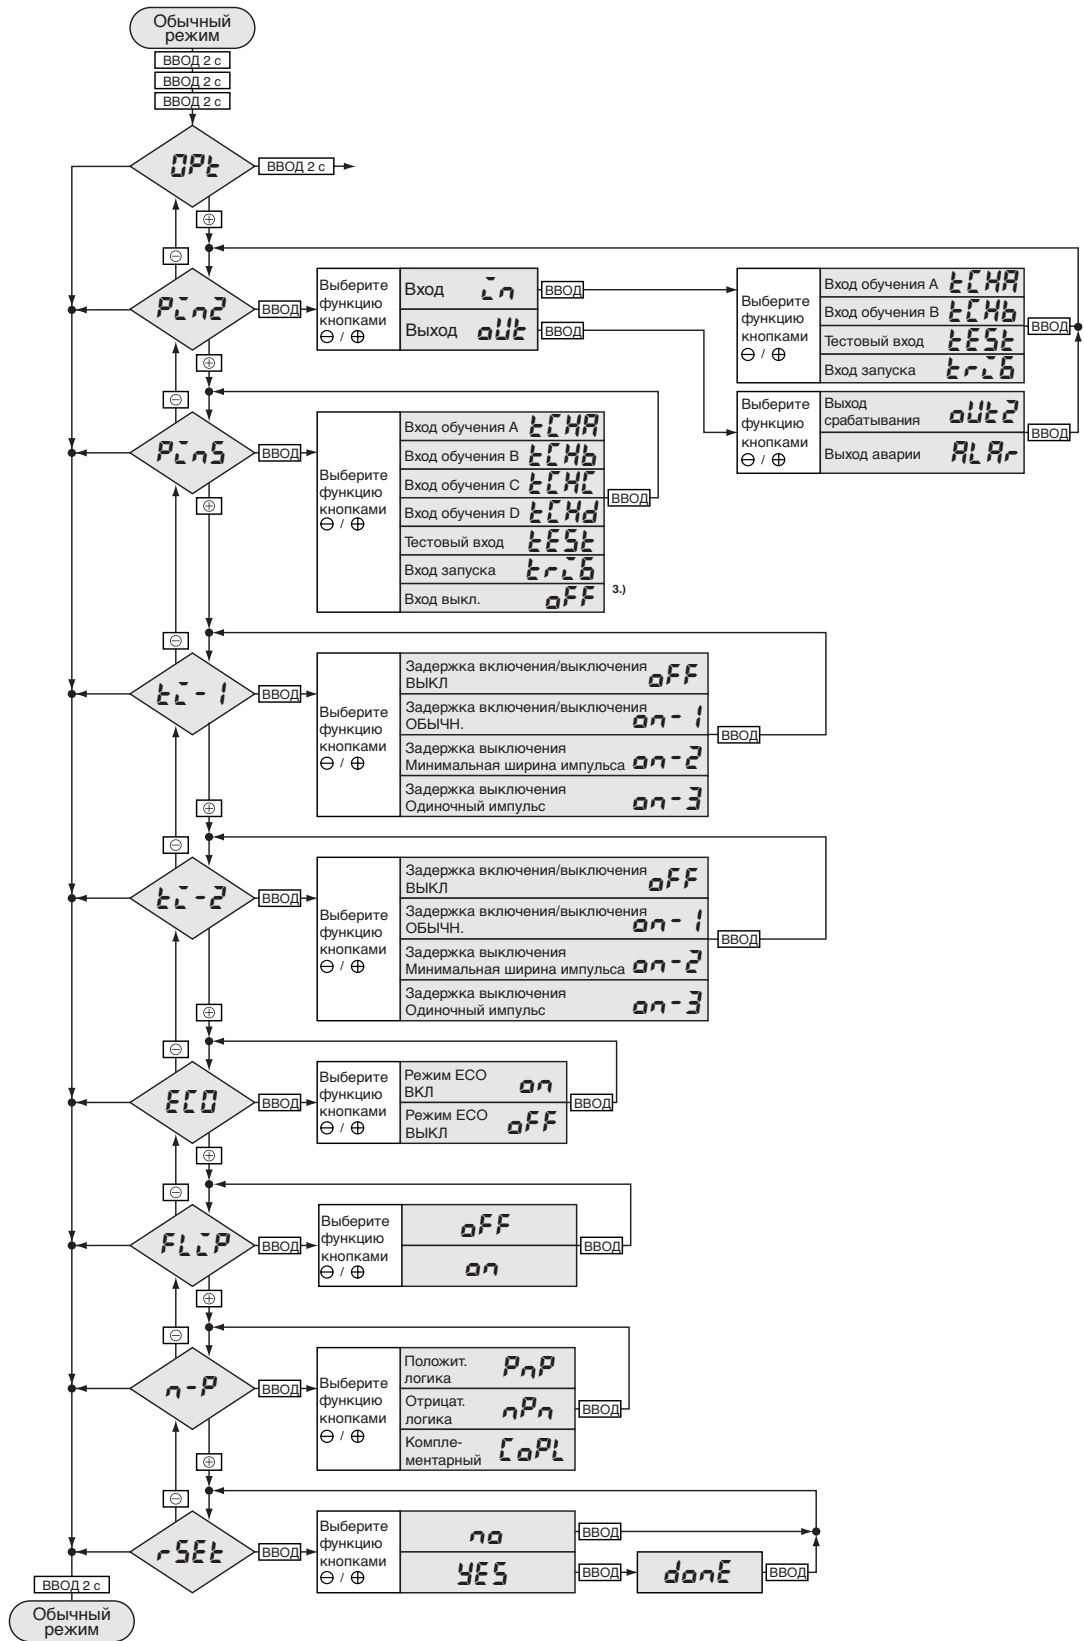 Обычный
режим
ВВОД 2 с
ВВОД 2 с
ВВОД 2 с
OPt
ВВОД 2 с
Pin2
ВВОД
Выберите
функцию
кнопками
⊖ / ⊕
Вход in
ВВОД
Выход oUt
ВВОД
Выберите
функцию
кнопками
⊖ / ⊕
Вход обучения A tCHA
Вход обучения B tCHb
Тестовый вход tESt
Вход запуска triG
ВВОД
Выберите
функцию
кнопками
⊖ / ⊕
Выход
срабатывания oUt2
Выход аварии ALAr
ВВОД
Pin5
ВВОД
Выберите
функцию
кнопками
⊖ / ⊕
Вход обучения A tCHA
Вход обучения B tCHb
Вход обучения C tCHC
Вход обучения D tCHd
Тестовый вход tESt
Вход запуска triG
Вход выкл. oFF
ВВОД
3.)
ti-1
ВВОД
Выберите
функцию
кнопками
⊖ / ⊕
Задержка включения/выключения
ВЫКЛ oFF
Задержка включения/выключения
ОБЫЧН. on-1
Задержка выключения
Минимальная ширина импульса on-2
Задержка выключения
Одиночный импульс on-3
ВВОД
ti-2
ВВОД
Выберите
функцию
кнопками
⊖ / ⊕
Задержка включения/выключения
ВЫКЛ oFF
Задержка включения/выключения
ОБЫЧН. on-1
Задержка выключения
Минимальная ширина импульса on-2
Задержка выключения
Одиночный импульс on-3
ВВОД
ECO
ВВОД
Выберите
функцию
кнопками
⊖ / ⊕
Режим ECO
ВКЛ on
Режим ECO
ВЫКЛ oFF
ВВОД
FLiP
ВВОД
Выберите
функцию
кнопками
⊖ / ⊕
oFF
on
ВВОД
n-P
ВВОД
Выберите
функцию
кнопками
⊖ / ⊕
Положит.
логика PnP
Отрицат.
логика nPn
Компле-
ментарный CoPL
ВВОД
rSEt
ВВОД
Выберите
функцию
кнопками
⊖ / ⊕
no
ВВОД
YES
ВВОД
donE
ВВОД
ВВОД 2 с
Обычный
режим